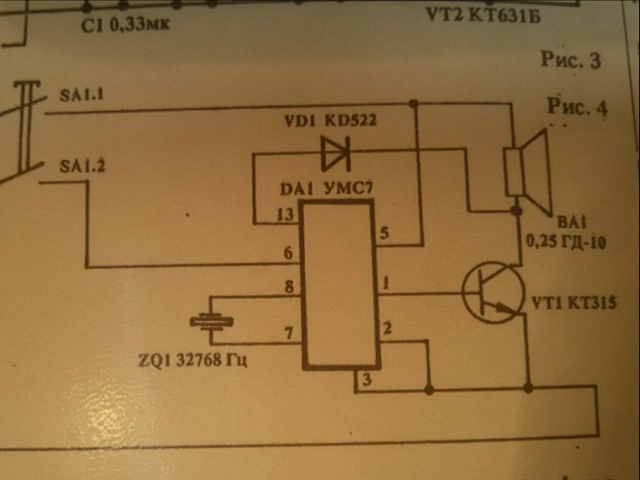 C1 0,33мк
VT2 КТ631Б
Рис. 3
SA1.1
Рис. 4
VD1 KD522
SA1.2
DA1 УМС7
13
5
BA1
0,25 ГД-10
6
8
1
VT1 КТ315
7
2
ZQ1 32768 Гц
3